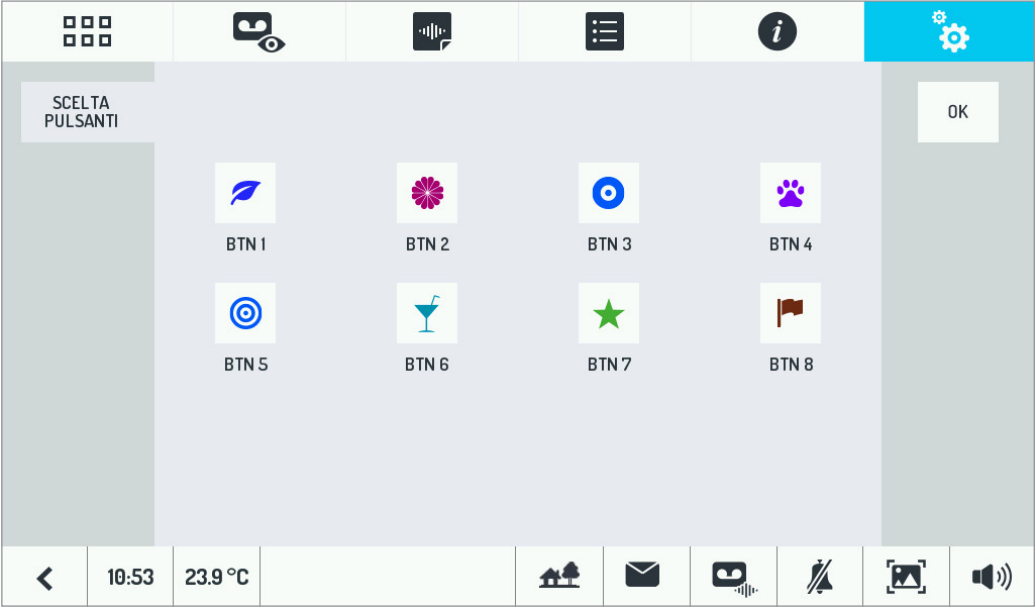 i
SCELTA
PULSANTI
OK
BTN 1
BTN 2
BTN 3
BTN 4
BTN 5
BTN 6
BTN 7
BTN 8
10:53
23.9 °C